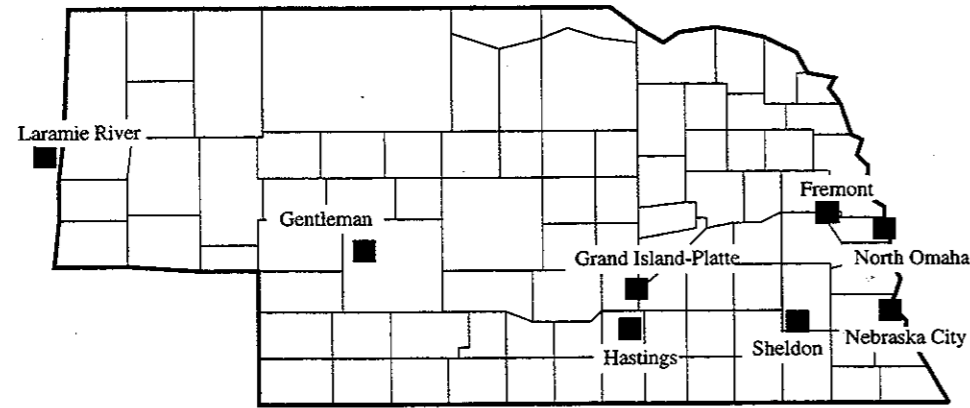 Laramie River
Fremont
Gentleman
North Omaha
Grand Island-Platte
Nebraska City
Sheldon
Hastings